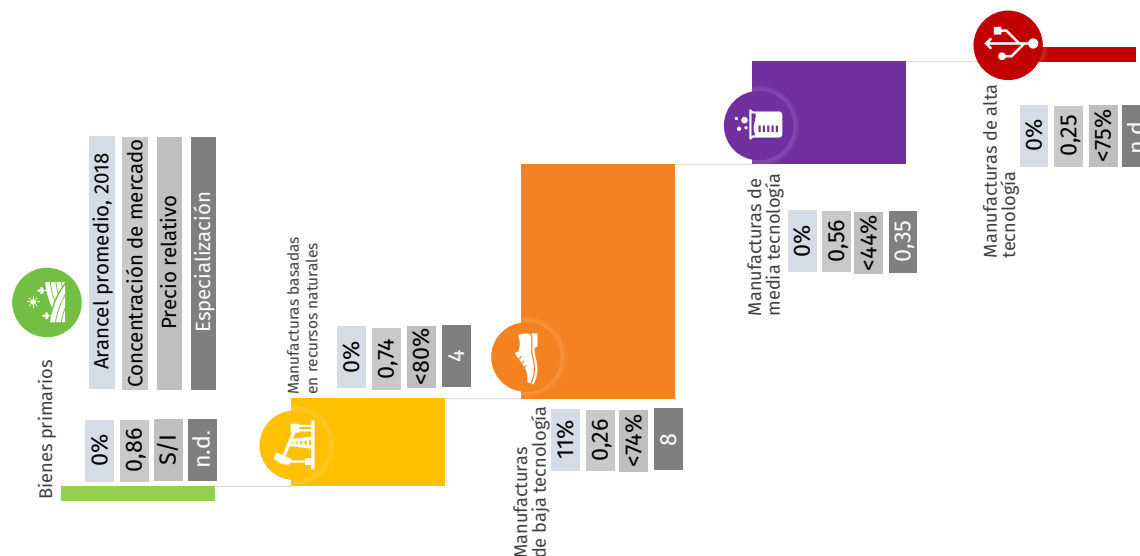 Bienes primarios
0%
0,86
S/I
n.d.
Arancel promedio, 2018
Concentración de mercado
Precio relativo
Especialización
Manufacturas basadas
en recursos naturales
0%
0,74
<80%
4
Manufacturas
de baja tecnología
11%
0,26
<74%
8
Manufacturas de
media tecnología
0%
0,56
<44%
0,35
Manufacturas de alta
tecnología
0%
0,25
<75%
n.d